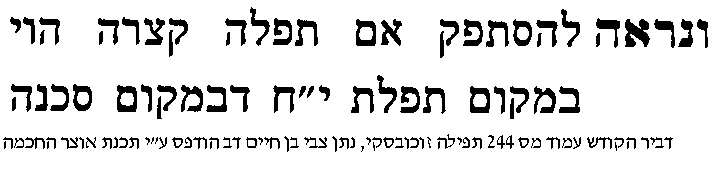 ונראה להסתפק אם תפלה קצרה הוי
במקום תפלת י״ח דבמקום סכנה
דביר הקודש עמוד מס 244 תפילה זוכובסקי, נתן צבי בן חיים דב הודפס ע״י תכנת אוצר החכמה